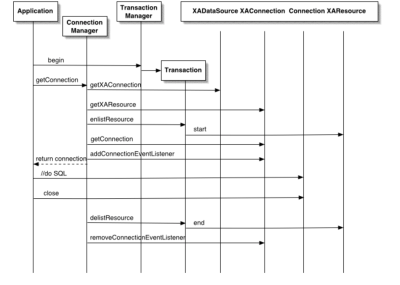 Application
Connection
Manager
Transaction
Manager
XADataSource XAConnection Connection XAResource
begin
Transaction
getConnection
getXAConnection
getXAResource
enlistResource
start
getConnection
addConnectionEventListener
return connection
//do SQL
close
delistResource
end
removeConnectionEventListener